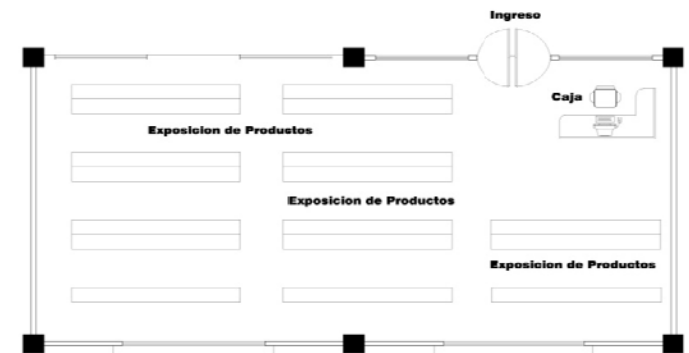 Ingreso
Caja
Exposicion de Productos
Exposicion de Productos
Exposicion de Productos